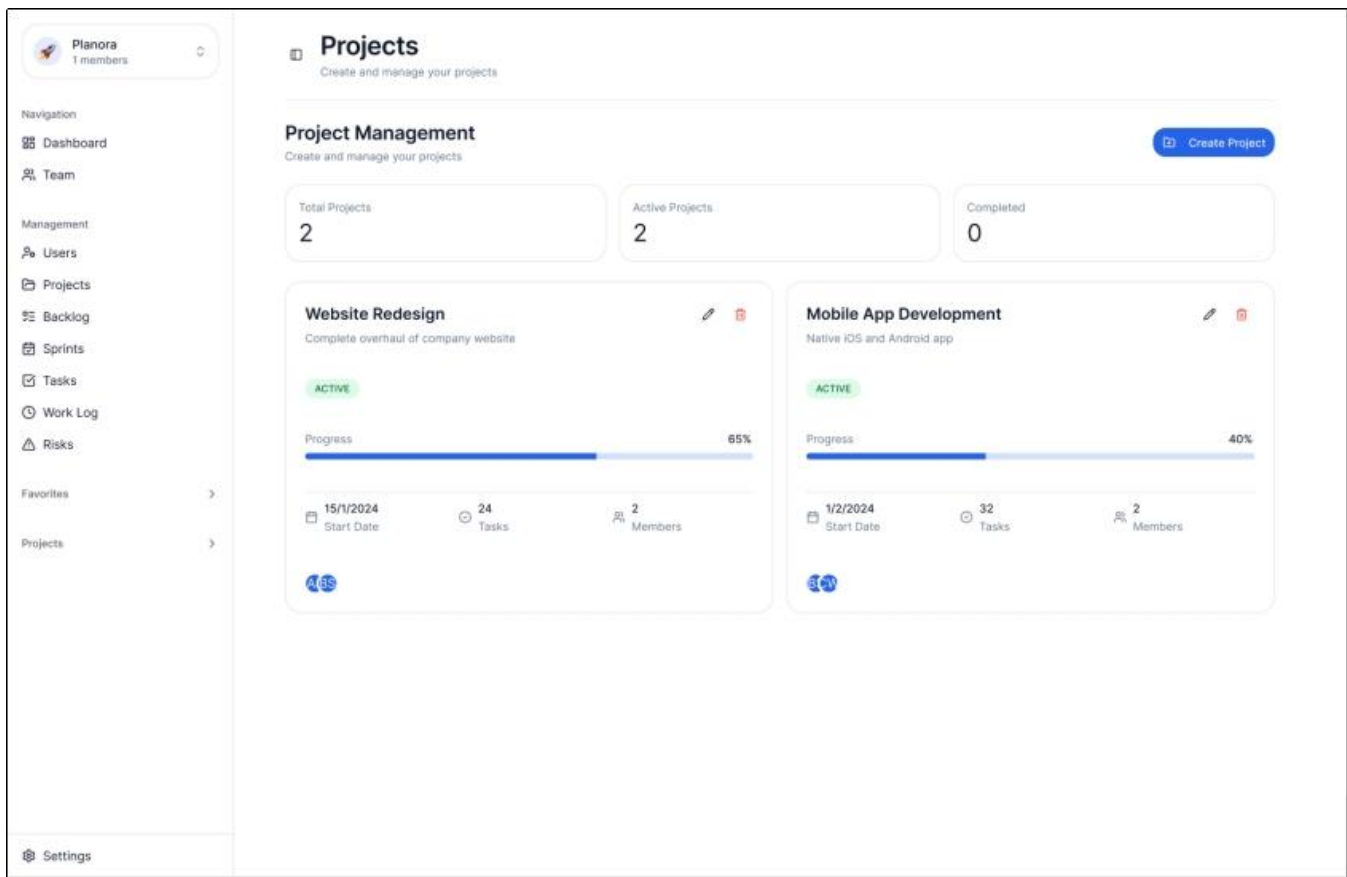 Planora
1 members
Navigation
Dashboard
Team
Management
Users
Projects
Backlog
Sprints
Tasks
Work Log
Risks
Favorites
Projects
Settings
Projects
Create and manage your projects
Project Management
Create and manage your projects
Create Project
Total Projects
2
Active Projects
2
Completed
0
Website Redesign
Complete overhaul of company website
ACTIVE
Progress 65%
15/1/2024
Start Date
24
Tasks
2
Members
BS
Mobile App Development
Native iOS and Android app
ACTIVE
Progress 40%
1/2/2024
Start Date
32
Tasks
2
Members
CW